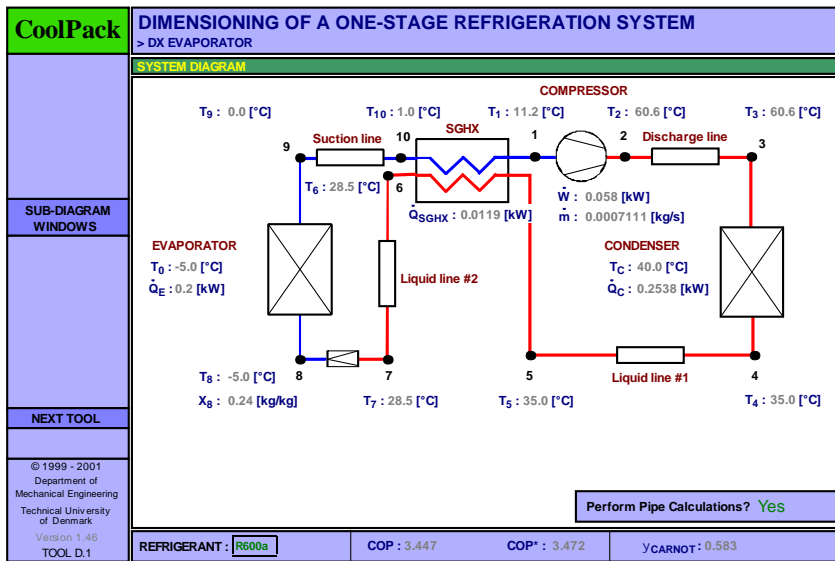 CoolPack
DIMENSIONING OF A ONE-STAGE REFRIGERATION SYSTEM
> DX EVAPORATOR
SYSTEM DIAGRAM
COMPRESSOR
T9 : 0.0 [°C]
T10 : 1.0 [°C]
T1 : 11.2 [°C]
T2 : 60.6 [°C]
T3 : 60.6 [°C]
Suction line
SGHX
Discharge line
9
10
1
2
3
6
T6 : 28.5 [°C]
Q̇SGHX : 0.0119 [kW]
Ẇ : 0.058 [kW]
ṁ : 0.0007111 [kg/s]
SUB-DIAGRAM
WINDOWS
EVAPORATOR
T0 : -5.0 [°C]
Q̇E : 0.2 [kW]
Liquid line #2
CONDENSER
TC : 40.0 [°C]
Q̇C : 0.2538 [kW]
8
7
5
Liquid line #1
4
T8 : -5.0 [°C]
X8 : 0.24 [kg/kg]
T7 : 28.5 [°C]
T5 : 35.0 [°C]
T4 : 35.0 [°C]
NEXT TOOL
© 1999 - 2001
Department of
Mechanical Engineering
Technical University
of Denmark
Version 1.46
TOOL D.1
Perform Pipe Calculations? Yes
REFRIGERANT : R600a
COP : 3.447
COP* : 3.472
yCARNOT : 0.583